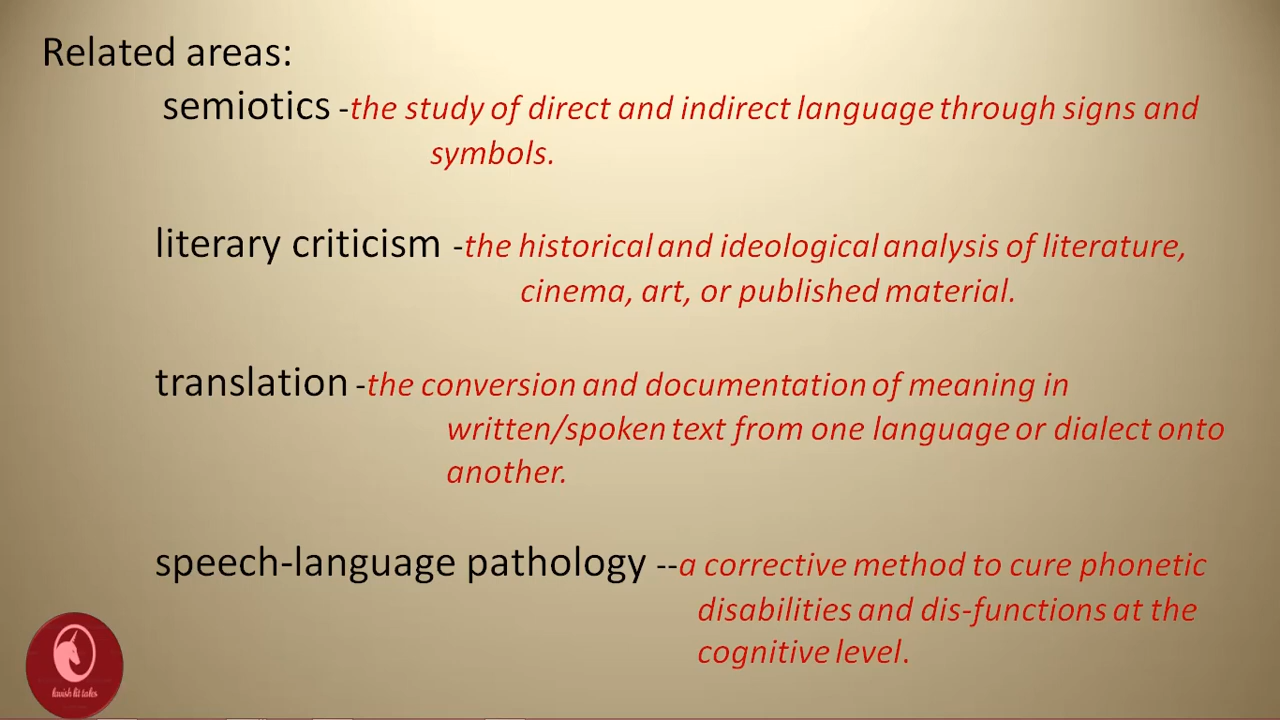 Related areas:
semiotics -the study of direct and indirect language through signs and
symbols.
literary criticism -the historical and ideological analysis of literature,
cinema, art, or published material.
translation -the conversion and documentation of meaning in
written/spoken text from one language or dialect onto
another.
speech-language pathology --a corrective method to cure phonetic
disabilities and dis-functions at the
cognitive level.
lavish lit talks